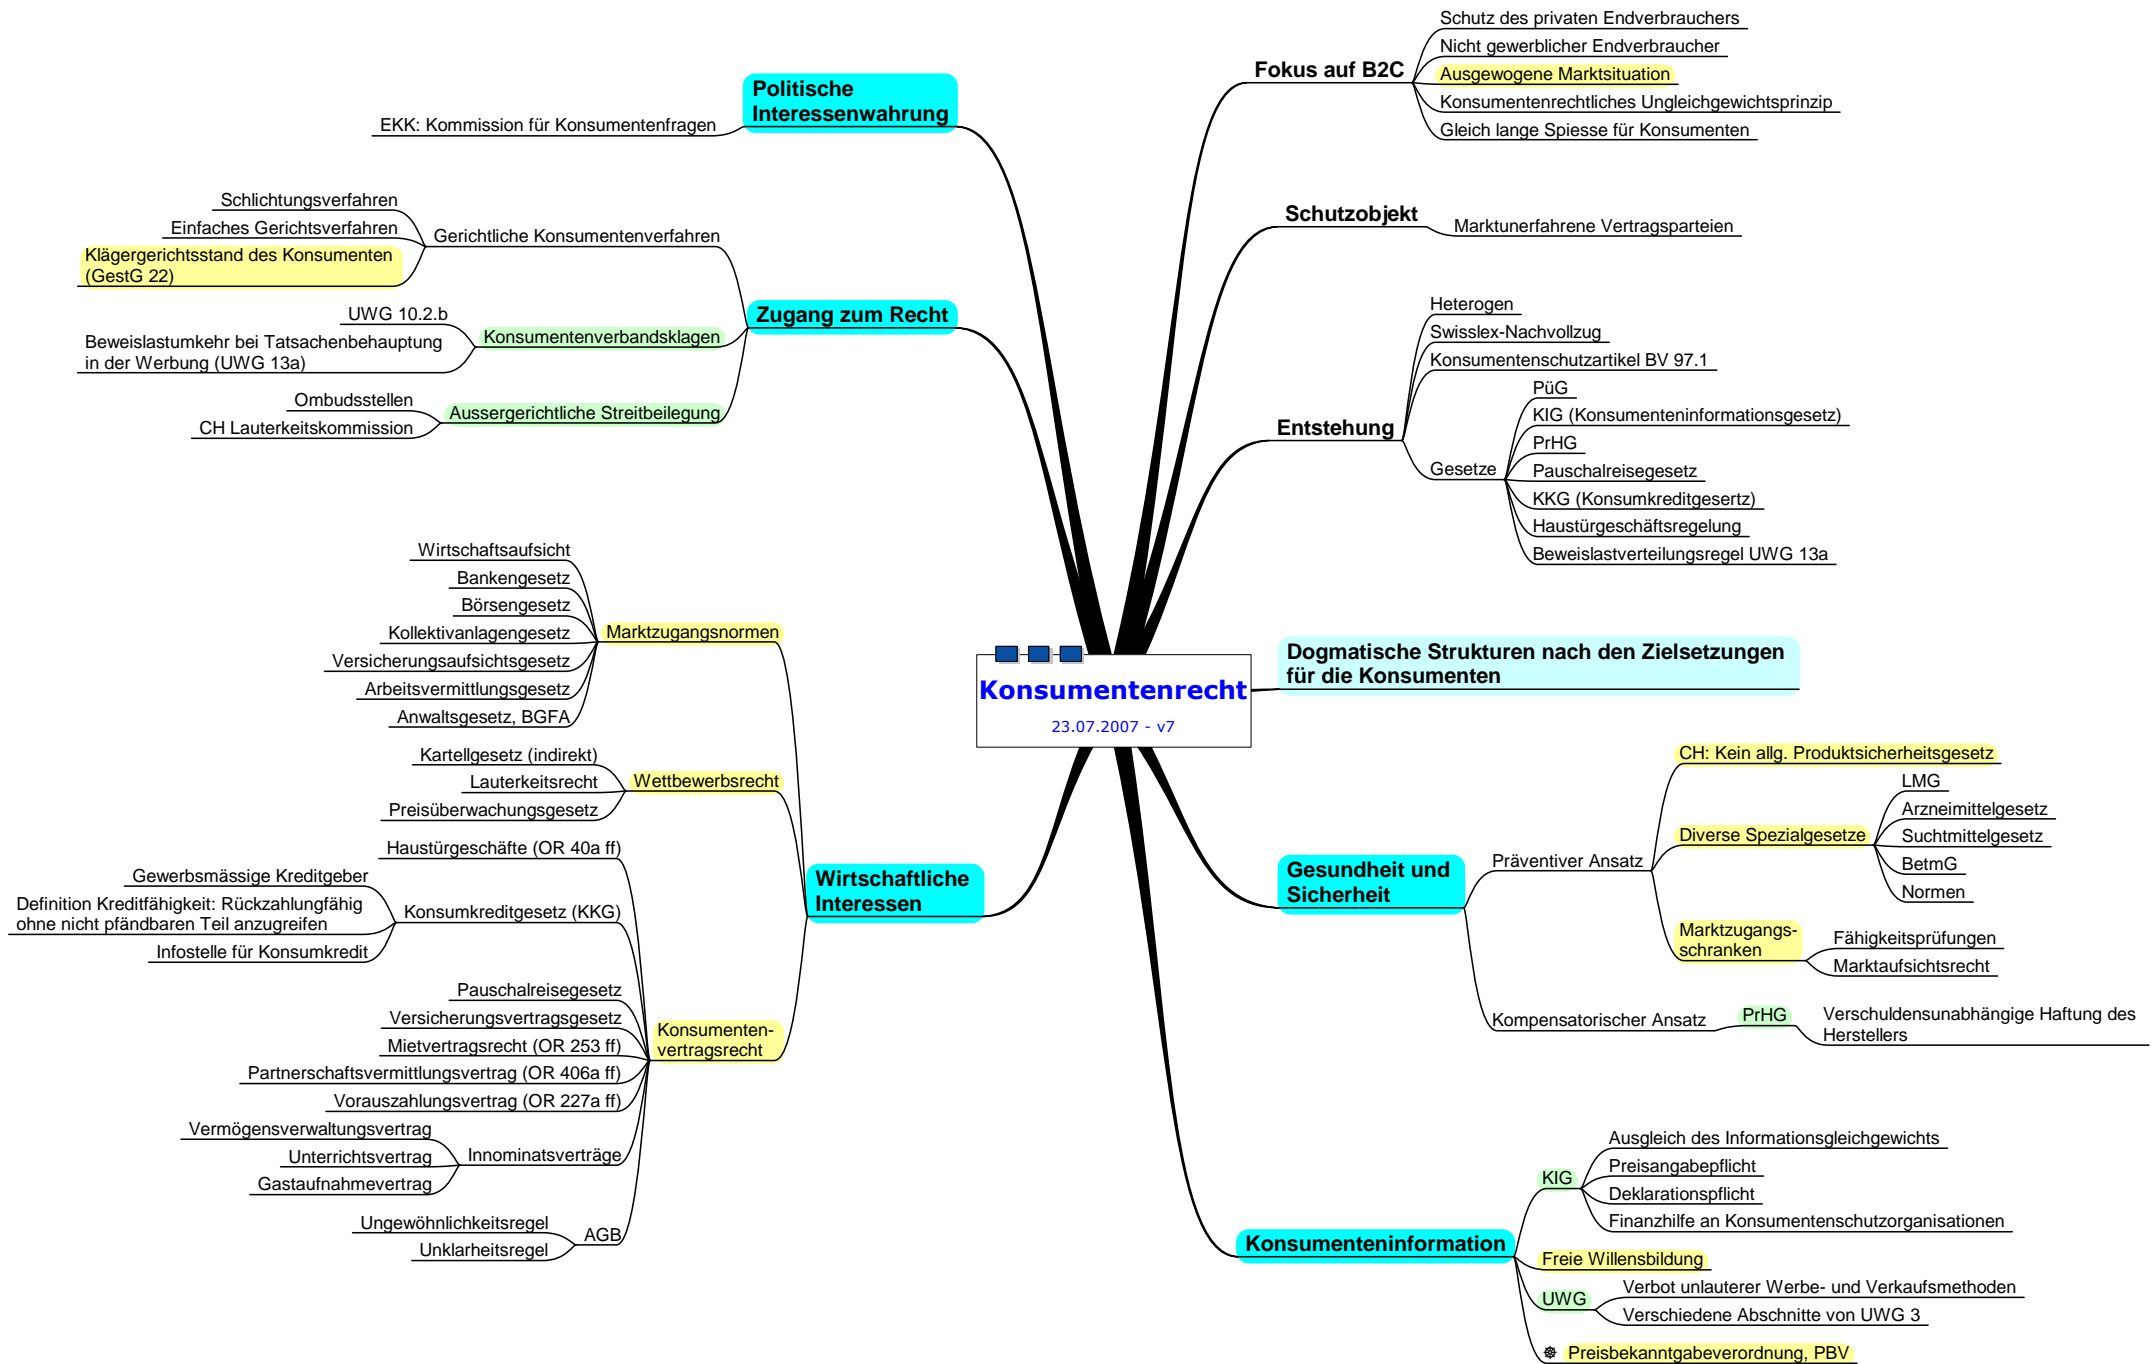 Konsumentenrecht
23.07.2007 - v7
Fokus auf B2C
Schutz des privaten Endverbrauchers
Nicht gewerblicher Endverbraucher
Ausgewogene Marktsituation
Konsumentenrechtliches Ungleichgewichtsprinzip
Gleich lange Spiesse für Konsumenten
Schutzobjekt
Marktunerfahrene Vertragsparteien
Entstehung
Heterogen
Swisslex-Nachvollzug
Konsumentenschutzartikel BV 97.1
Gesetze
PüG
KIG (Konsumenteninformationsgesetz)
PrHG
Pauschalreisegesetz
KKG (Konsumkreditgesertz)
Haustürgeschäftsregelung
Beweislastverteilungsregel UWG 13a
Dogmatische Strukturen nach den Zielsetzungen
für die Konsumenten
Gesundheit und
Sicherheit
Präventiver Ansatz
CH: Kein allg. Produktsicherheitsgesetz
Diverse Spezialgesetze
LMG
Arzneimittelgesetz
Suchtmittelgesetz
BetmG
Normen
Marktzugangs-
schranken
Fähigkeitsprüfungen
Marktaufsichtsrecht
Kompensatorischer Ansatz
PrHG
Verschuldensunabhängige Haftung des
Herstellers
Konsumenteninformation
KIG
Ausgleich des Informationsgleichgewichts
Preisangabepflicht
Deklarationspflicht
Finanzhilfe an Konsumentenschutzorganisationen
Freie Willensbildung
UWG
Verbot unlauterer Werbe- und Verkaufsmethoden
Verschiedene Abschnitte von UWG 3
Preisbekanntgabeverordnung, PBV
Politische
Interessenwahrung
EKK: Kommission für Konsumentenfragen
Zugang zum Recht
Gerichtliche Konsumentenverfahren
Schlichtungsverfahren
Einfaches Gerichtsverfahren
Klägergerichtsstand des Konsumenten
(GestG 22)
Konsumentenverbandsklagen
UWG 10.2.b
Beweislastumkehr bei Tatsachenbehauptung
in der Werbung (UWG 13a)
Aussergerichtliche Streitbeilegung
Ombudsstellen
CH Lauterkeitskommission
Wirtschaftliche
Interessen
Marktzugangsnormen
Wirtschaftsaufsicht
Bankengesetz
Börsengesetz
Kollektivanlagengesetz
Versicherungsaufsichtsgesetz
Arbeitsvermittlungsgesetz
Anwaltsgesetz, BGFA
Wettbewerbsrecht
Kartellgesetz (indirekt)
Lauterkeitsrecht
Preisüberwachungsgesetz
Konsumenten-
vertragsrecht
Haustürgeschäfte (OR 40a ff)
Konsumkreditgesetz (KKG)
Gewerbsmässige Kreditgeber
Definition Kreditfähigkeit: Rückzahlungfähig
ohne nicht pfändbaren Teil anzugreifen
Infostelle für Konsumkredit
Pauschalreisegesetz
Versicherungsvertragsgesetz
Mietvertragsrecht (OR 253 ff)
Partnerschaftsvermittlungsvertrag (OR 406a ff)
Vorauszahlungsvertrag (OR 227a ff)
Innominatsverträge
Vermögensverwaltungsvertrag
Unterrichtsvertrag
Gastaufnahmevertrag
AGB
Ungewöhnlichkeitsregel
Unklarheitsregel